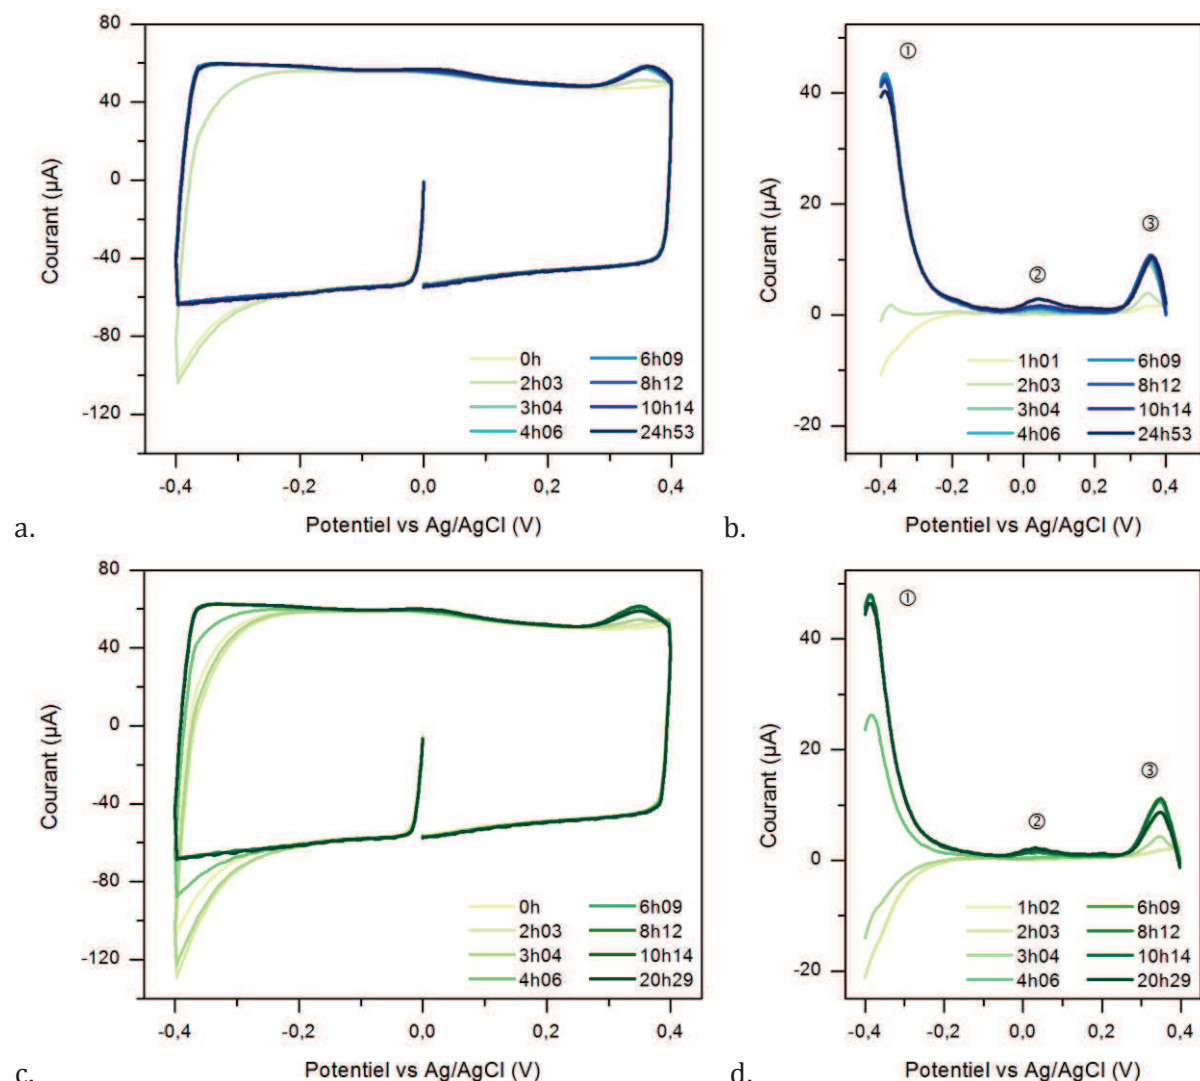 80
40
0
-40
-80
-120
Courant (µA)
0h 6h09
2h03 8h12
3h04 10h14
4h06 24h53
-0,4 -0,2 0,0 0,2 0,4
Potentiel vs Ag/AgCl (V)
a.
①
②
③
40
20
0
-20
Courant (µA)
1h01 6h09
2h03 8h12
3h04 10h14
4h06 24h53
-0,4 -0,2 0,0 0,2 0,4
Potentiel vs Ag/AgCl (V)
b.
80
40
0
-40
-80
-120
Courant (µA)
0h 6h09
2h03 8h12
3h04 10h14
4h06 20h29
-0,4 -0,2 0,0 0,2 0,4
Potentiel vs Ag/AgCl (V)
c.
①
②
③
40
20
0
-20
Courant (µA)
1h02 6h09
2h03 8h12
3h04 10h14
4h06 20h29
-0,4 -0,2 0,0 0,2 0,4
Potentiel vs Ag/AgCl (V)
d.